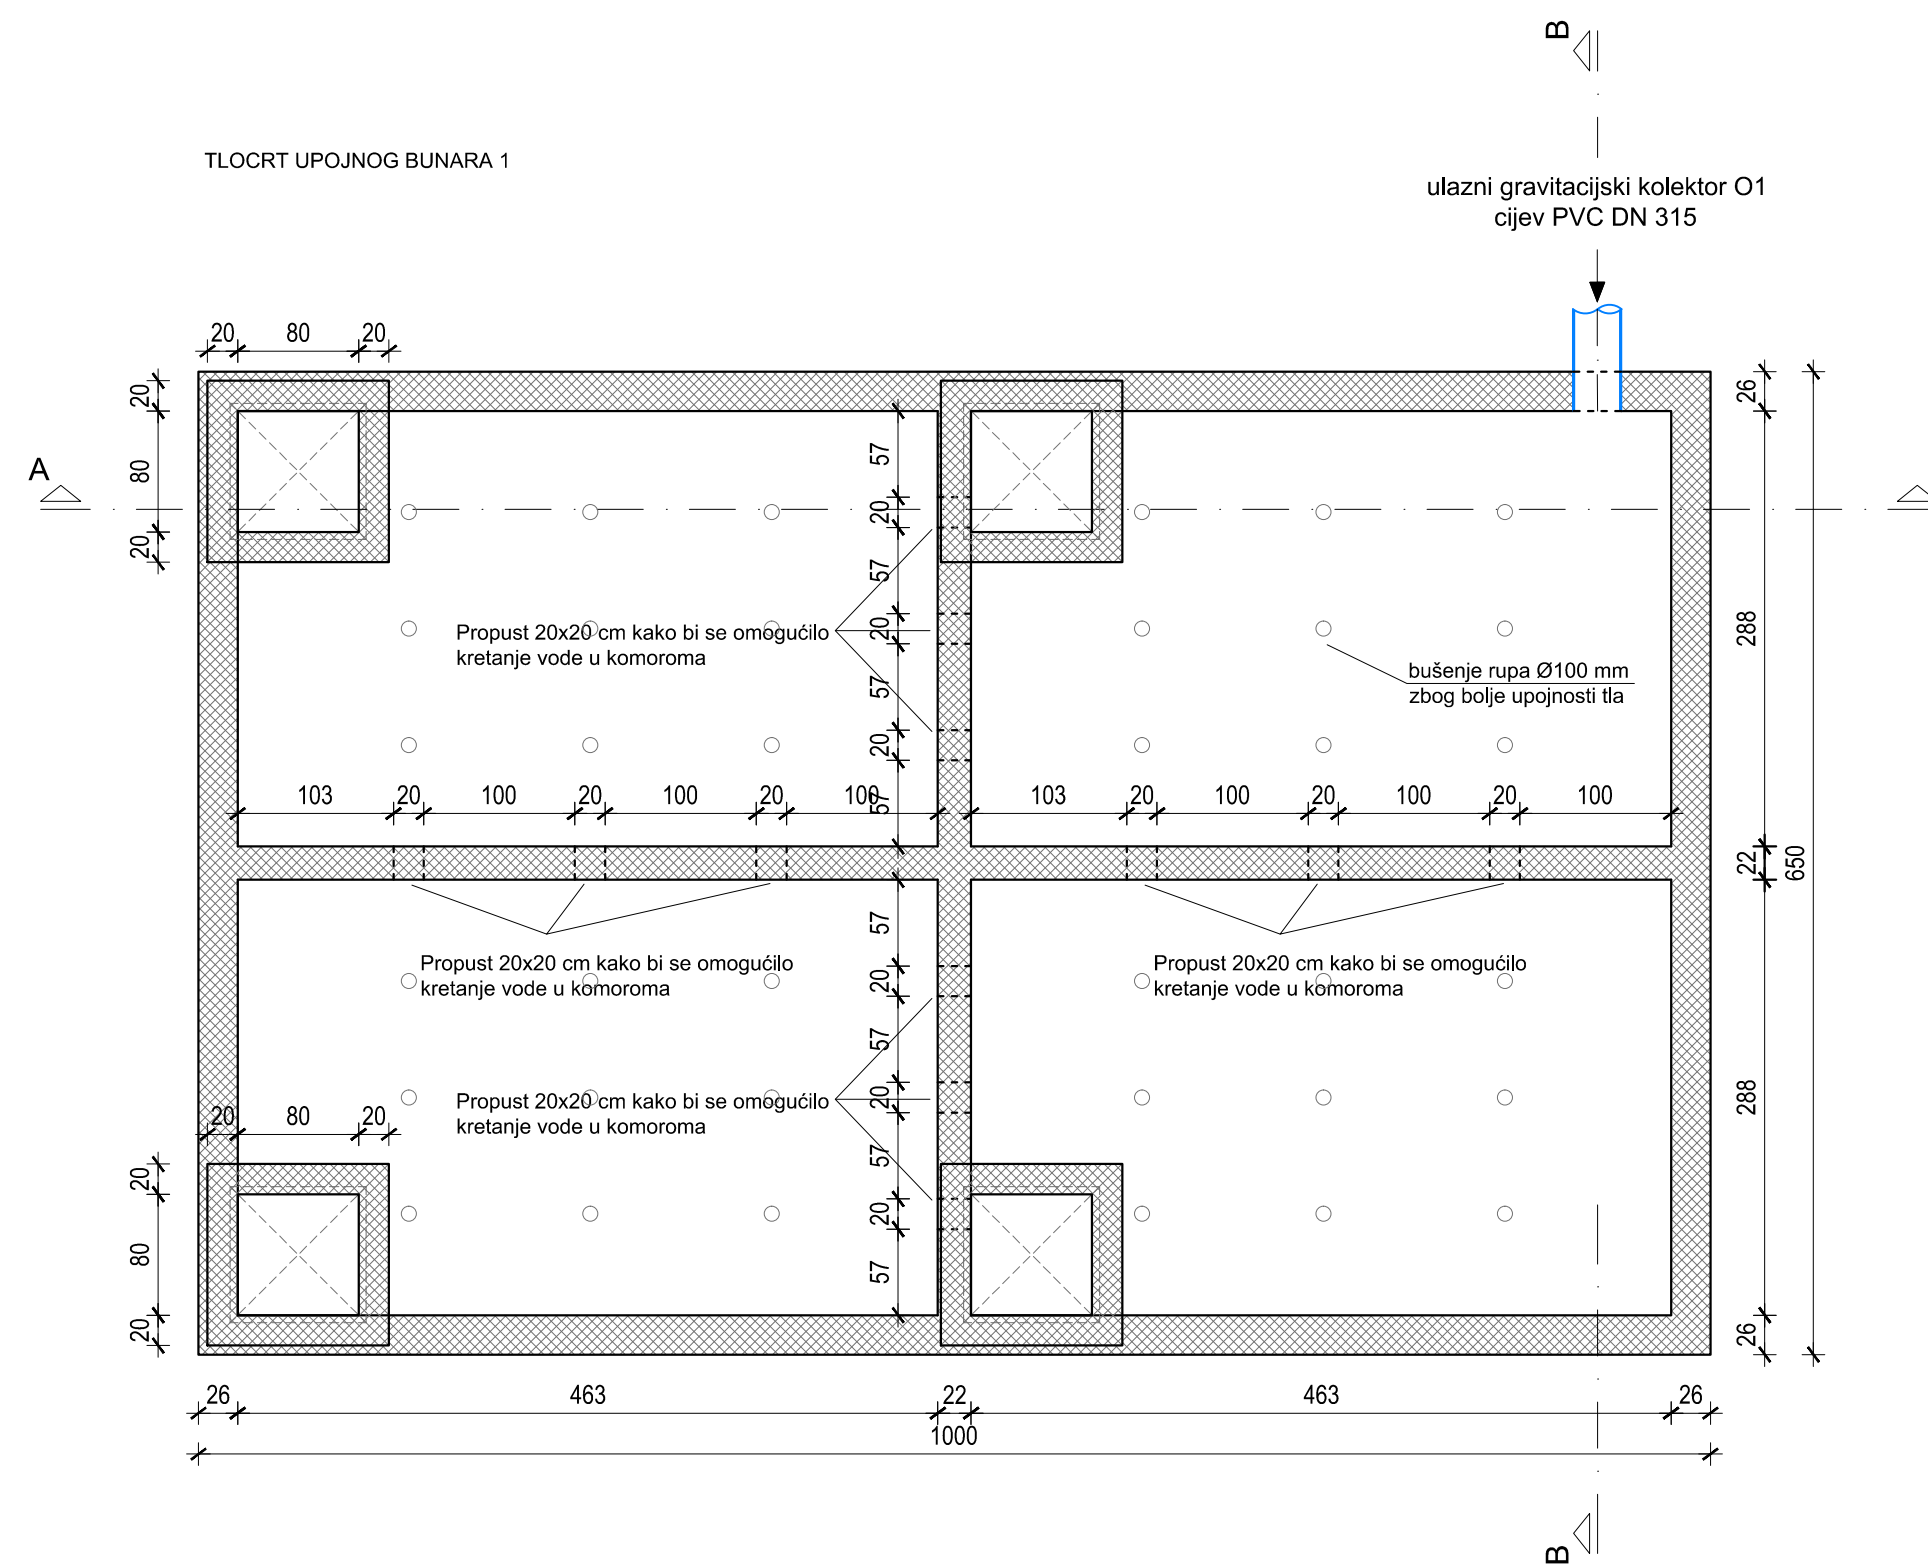 B
TLOCRT UPOJNOG BUNARA 1
ulazni gravitacijski kolektor O1
cijev PVC DN 315
20 80 20
20
80
20
A
57
20
57
20
57
20
57
26
288
22
288
26
650
Propust 20x20 cm kako bi se omogućilo
kretanje vode u komoroma
bušenje rupa Ø100 mm
zbog bolje upojnosti tla
103 20 100 20 100 20 100
103 20 100 20 100 20 100
57
20
57
20
57
20
57
Propust 20x20 cm kako bi se omogućilo
kretanje vode u komoroma
Propust 20x20 cm kako bi se omogućilo
kretanje vode u komoroma
Propust 20x20 cm kako bi se omogućilo
kretanje vode u komoroma
20 80 20
20
80
20
26 463 22 463 26
1000
B